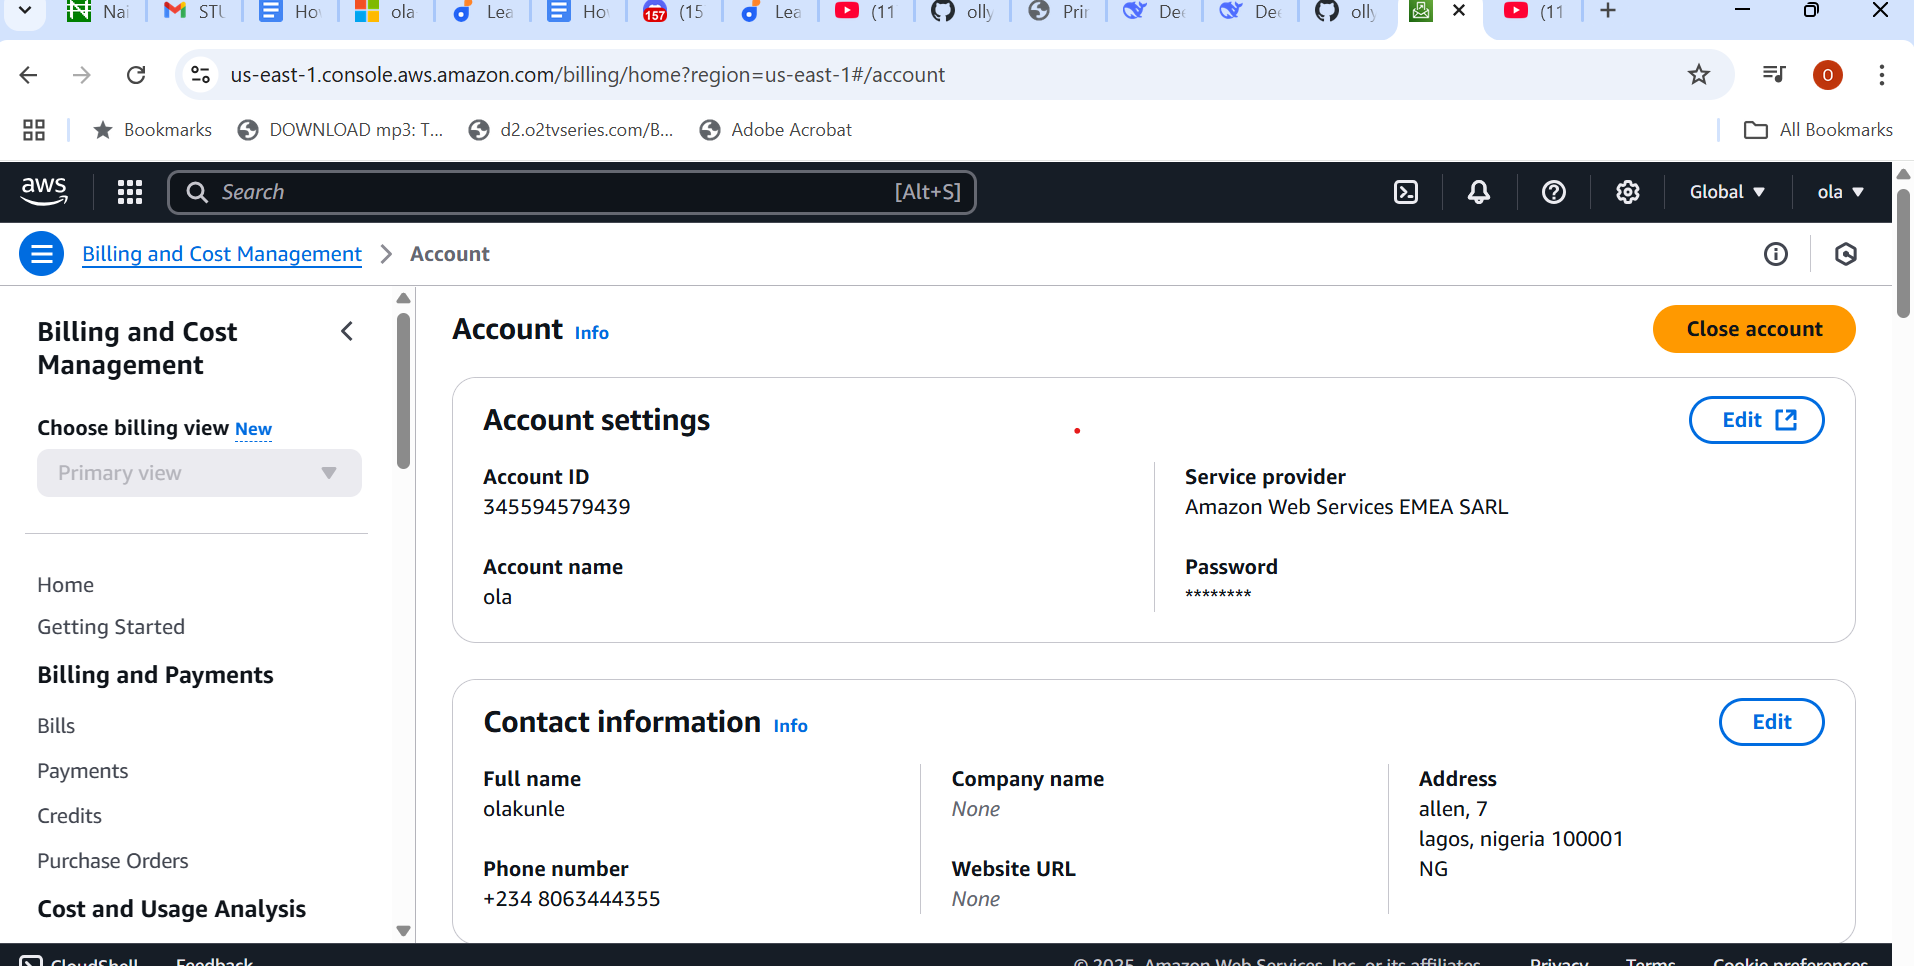 Nai
STU
Hov
ola-
Lea
Hov
157
(15
Lea
(11
olly
Prin
Dee
Dee
olly
(11
us-east-1.console.aws.amazon.com/billing/home?region=us-east-1#/account
O
Bookmarks
DOWNLOAD mp3: T...
d2.o2tvseries.com/B...
Adobe Acrobat
All Bookmarks
aws
Search
[Alt+S]
Global
ola
Billing and Cost Management
Account
Billing and Cost
Management
Choose billing view New
Primary view
Home
Getting Started
Billing and Payments
Bills
Payments
Credits
Purchase Orders
Cost and Usage Analysis
Account Info
Close account
Account settings
Edit
Account ID
345594579439
Service provider
Amazon Web Services EMEA SARL
Account name
ola
Password
********
Contact information Info
Edit
Full name
olakunle
Company name
None
Address
allen, 7
lagos, nigeria 100001
NG
Phone number
+234 8063444355
Website URL
None
CloudShell
Feedback
© 2025, Amazon Web Services, Inc. or its affiliates.
Privacy
Terms
Cookie preferences